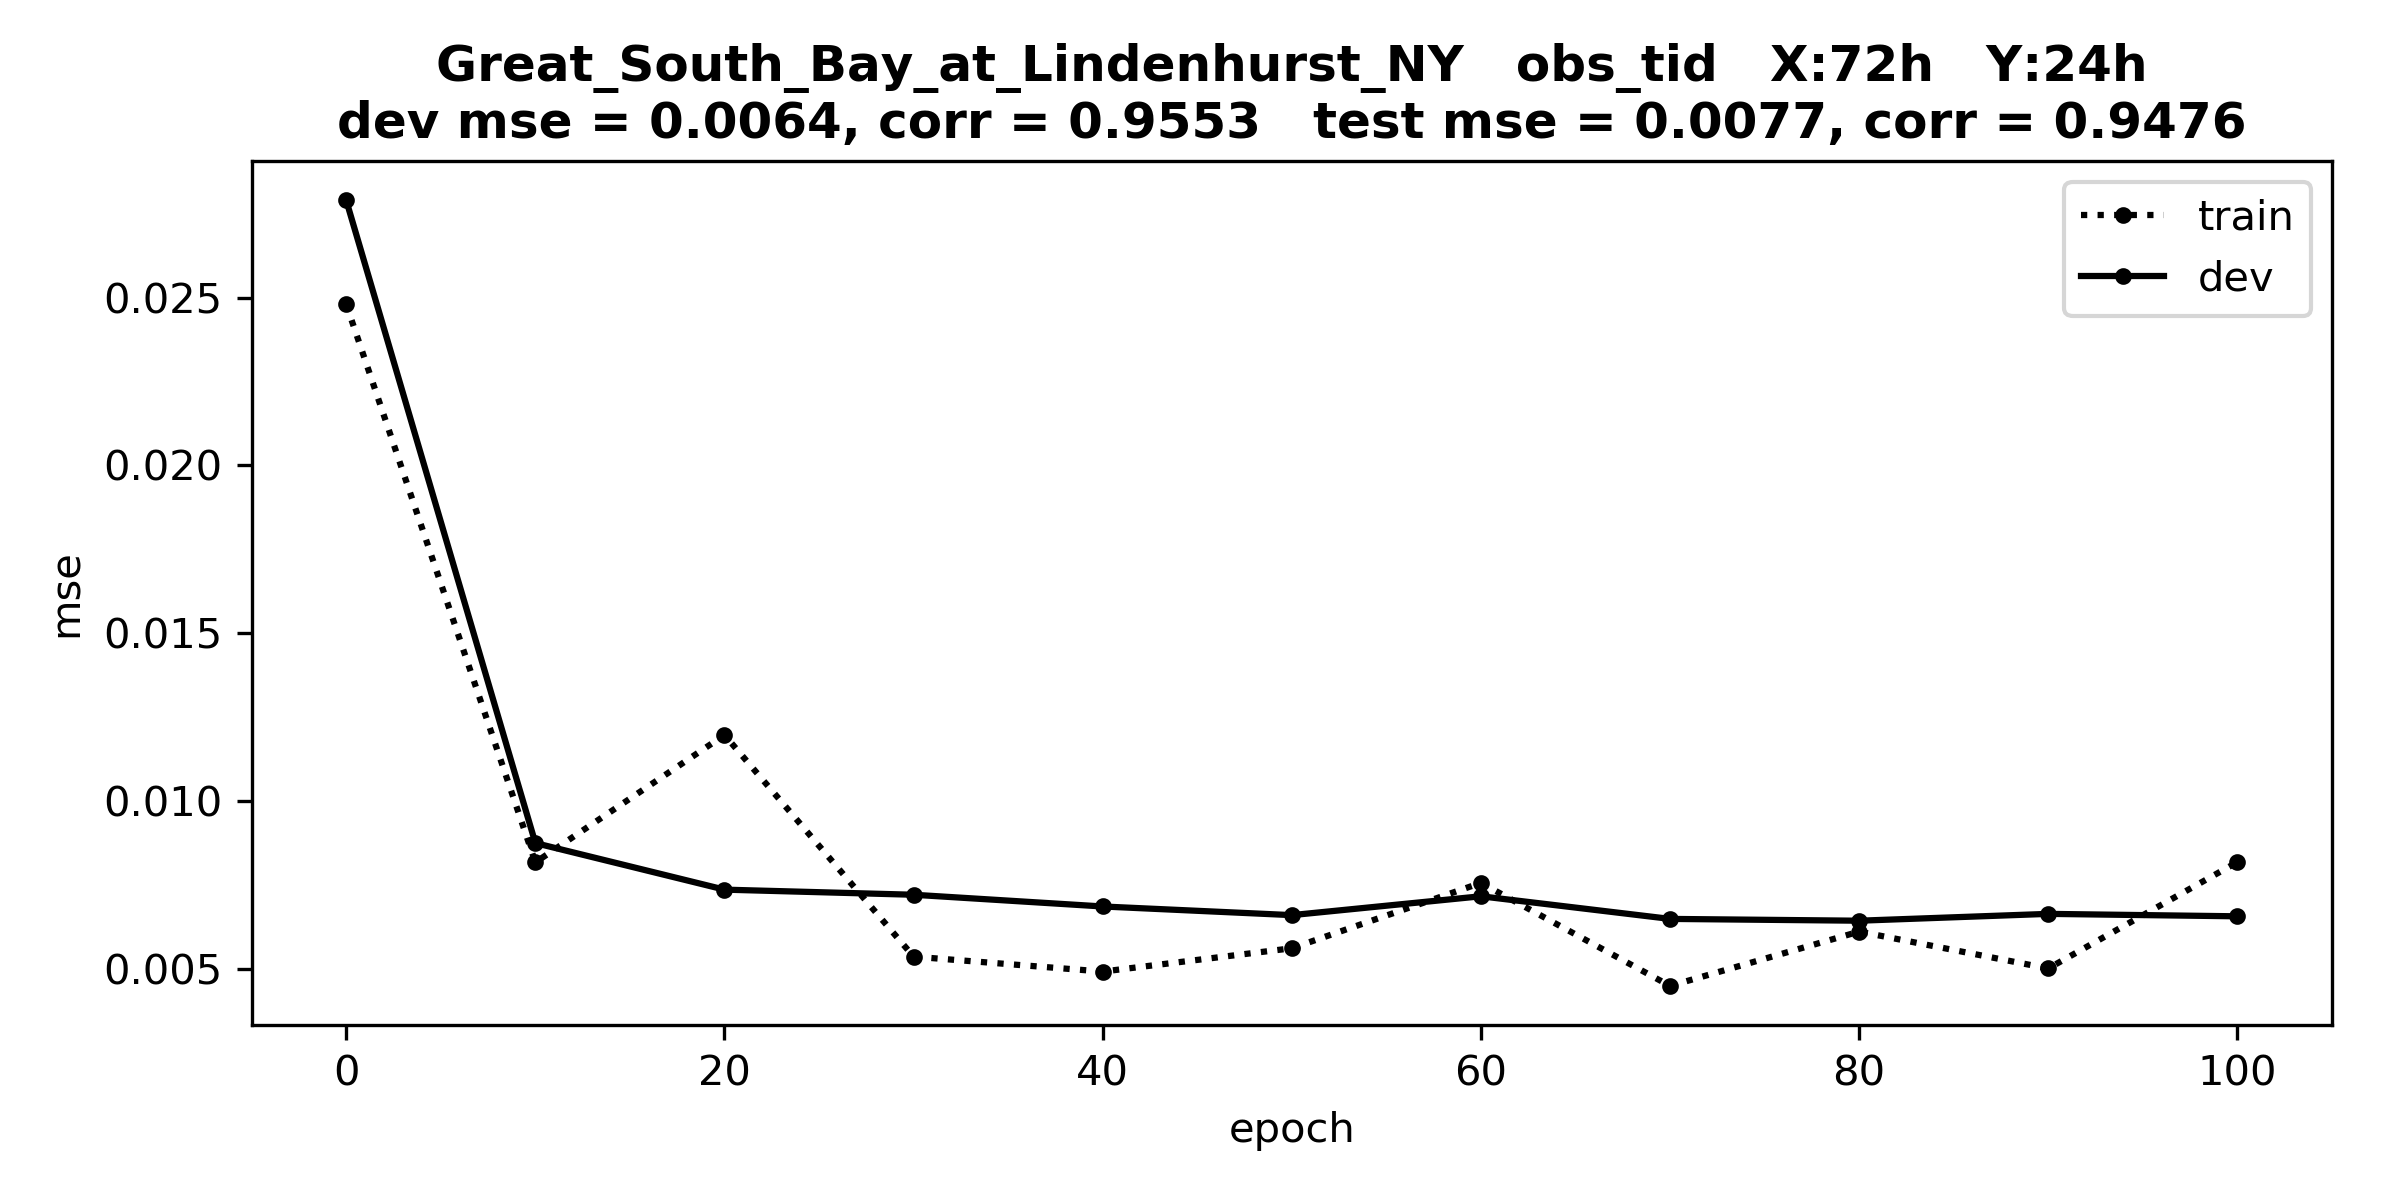 Great_South_Bay_at_Lindenhurst_NY   obs_tid   X:72h   Y:24h
dev mse = 0.0064, corr = 0.9553   test mse = 0.0077, corr = 0.9476
train
dev
0.025
0.020
0.015
0.010
0.005
mse
0 20 40 60 80 100
epoch